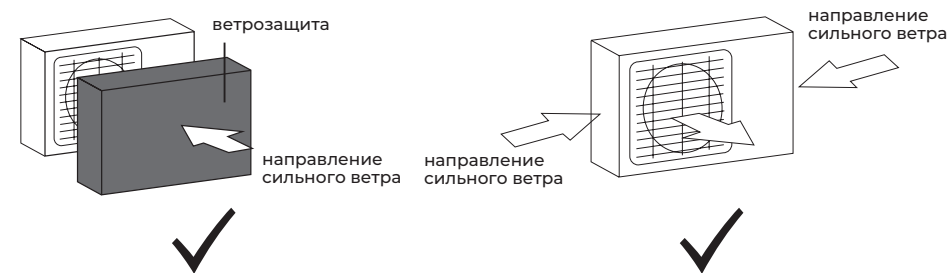 ветрозащита
направление
сильного ветра
направление
сильного ветра
направление
сильного ветра